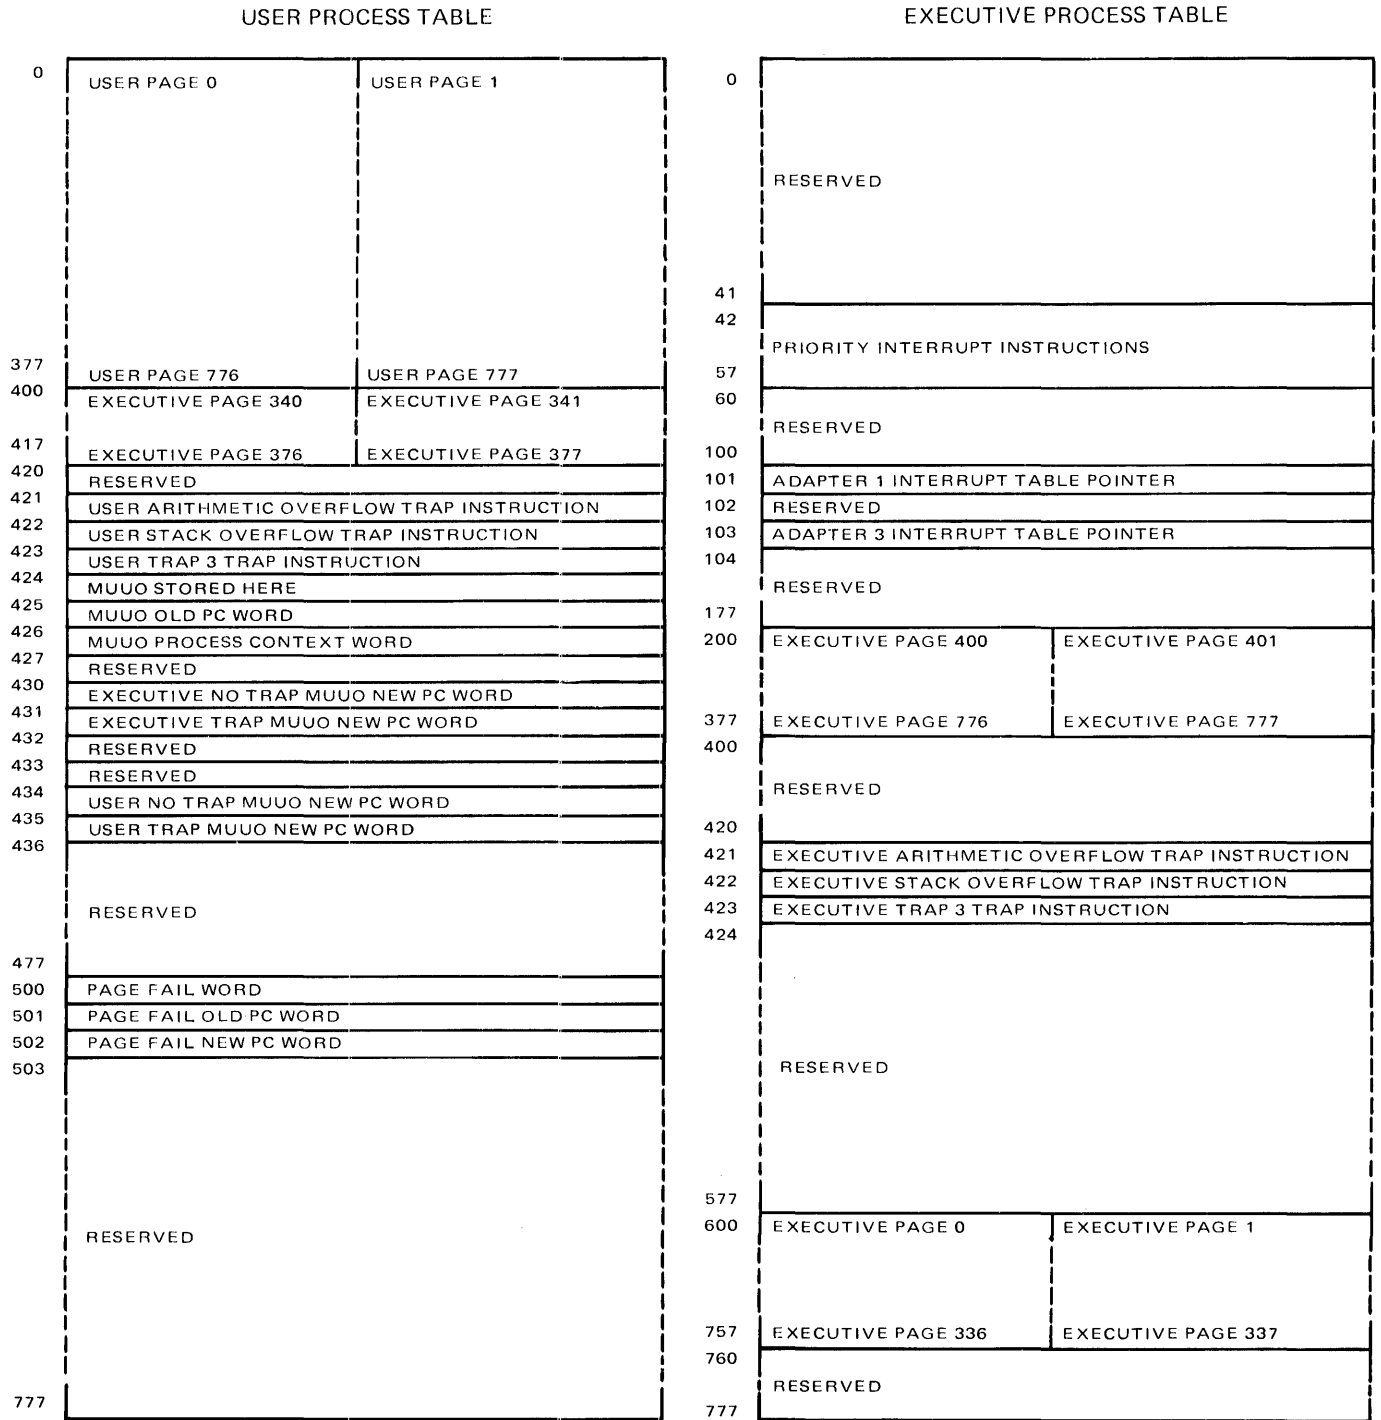 USER PROCESS TABLE
0 USER PAGE 0 USER PAGE 1
377 USER PAGE 776 USER PAGE 777
400 EXECUTIVE PAGE 340 EXECUTIVE PAGE 341
417 EXECUTIVE PAGE 376 EXECUTIVE PAGE 377
420 RESERVED
421 USER ARITHMETIC OVERFLOW TRAP INSTRUCTION
422 USER STACK OVERFLOW TRAP INSTRUCTION
423 USER TRAP 3 TRAP INSTRUCTION
424 MUUO STORED HERE
425 MUUO OLD PC WORD
426 MUUO PROCESS CONTEXT WORD
427 RESERVED
430 EXECUTIVE NO TRAP MUUO NEW PC WORD
431 EXECUTIVE TRAP MUUO NEW PC WORD
432 RESERVED
433 RESERVED
434 USER NO TRAP MUUO NEW PC WORD
435 USER TRAP MUUO NEW PC WORD
436
RESERVED
477
500 PAGE FAIL WORD
501 PAGE FAIL OLD PC WORD
502 PAGE FAIL NEW PC WORD
503
RESERVED
777
EXECUTIVE PROCESS TABLE
0
RESERVED
41
42
PRIORITY INTERRUPT INSTRUCTIONS
57
60
RESERVED
100
101 ADAPTER 1 INTERRUPT TABLE POINTER
102 RESERVED
103 ADAPTER 3 INTERRUPT TABLE POINTER
104
RESERVED
177
200 EXECUTIVE PAGE 400 EXECUTIVE PAGE 401
377 EXECUTIVE PAGE 776 EXECUTIVE PAGE 777
400
RESERVED
420
421 EXECUTIVE ARITHMETIC OVERFLOW TRAP INSTRUCTION
422 EXECUTIVE STACK OVERFLOW TRAP INSTRUCTION
423 EXECUTIVE TRAP 3 TRAP INSTRUCTION
424
RESERVED
577
600 EXECUTIVE PAGE 0 EXECUTIVE PAGE 1
757 EXECUTIVE PAGE 336 EXECUTIVE PAGE 337
760
RESERVED
777